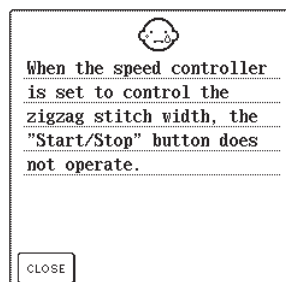 When the speed controller
is set to control the
zigzag stitch width, the
"Start/Stop" button does
not operate.
CLOSE